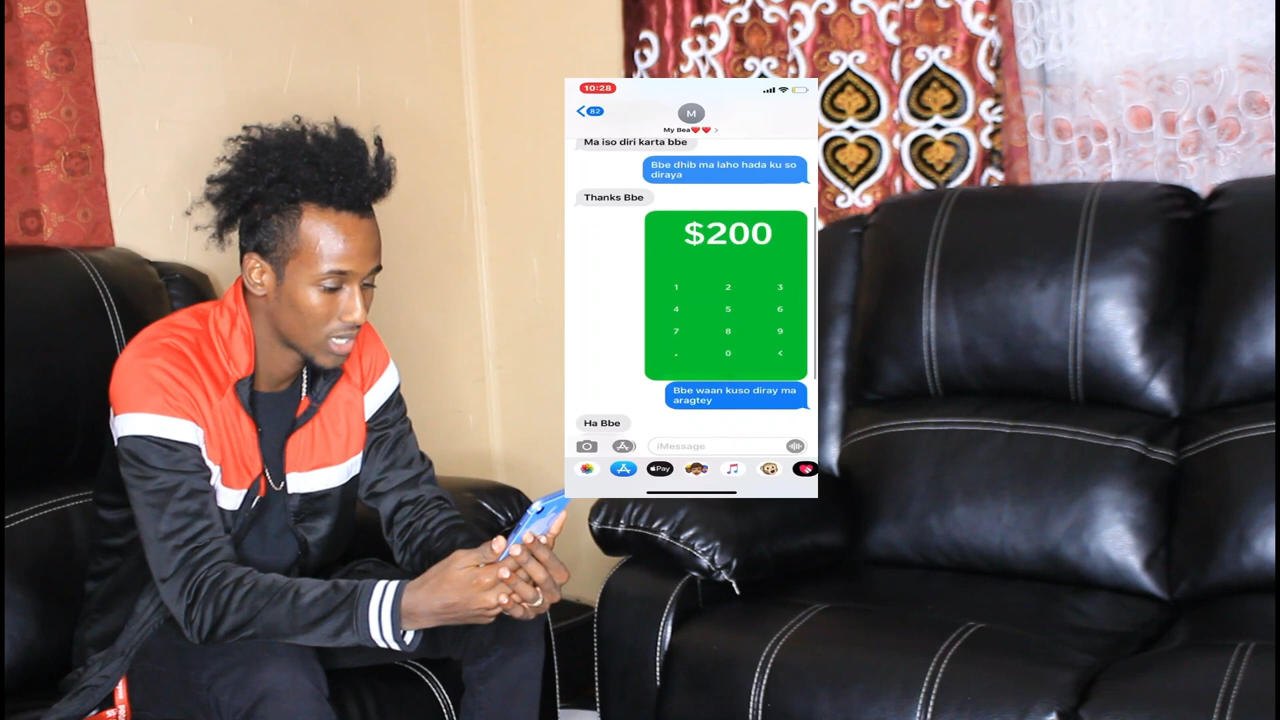 10:28
82
M
My Bea❤️❤️ >
Ma iso diri karta bbe
Bbe dhib ma laho hada ku so
diraya
Thanks Bbe
$200
1 2 3
4 5 6
7 8 9
. 0 <
Bbe waan kuso diray ma
aragtey
Ha Bbe
iMessage
Pay